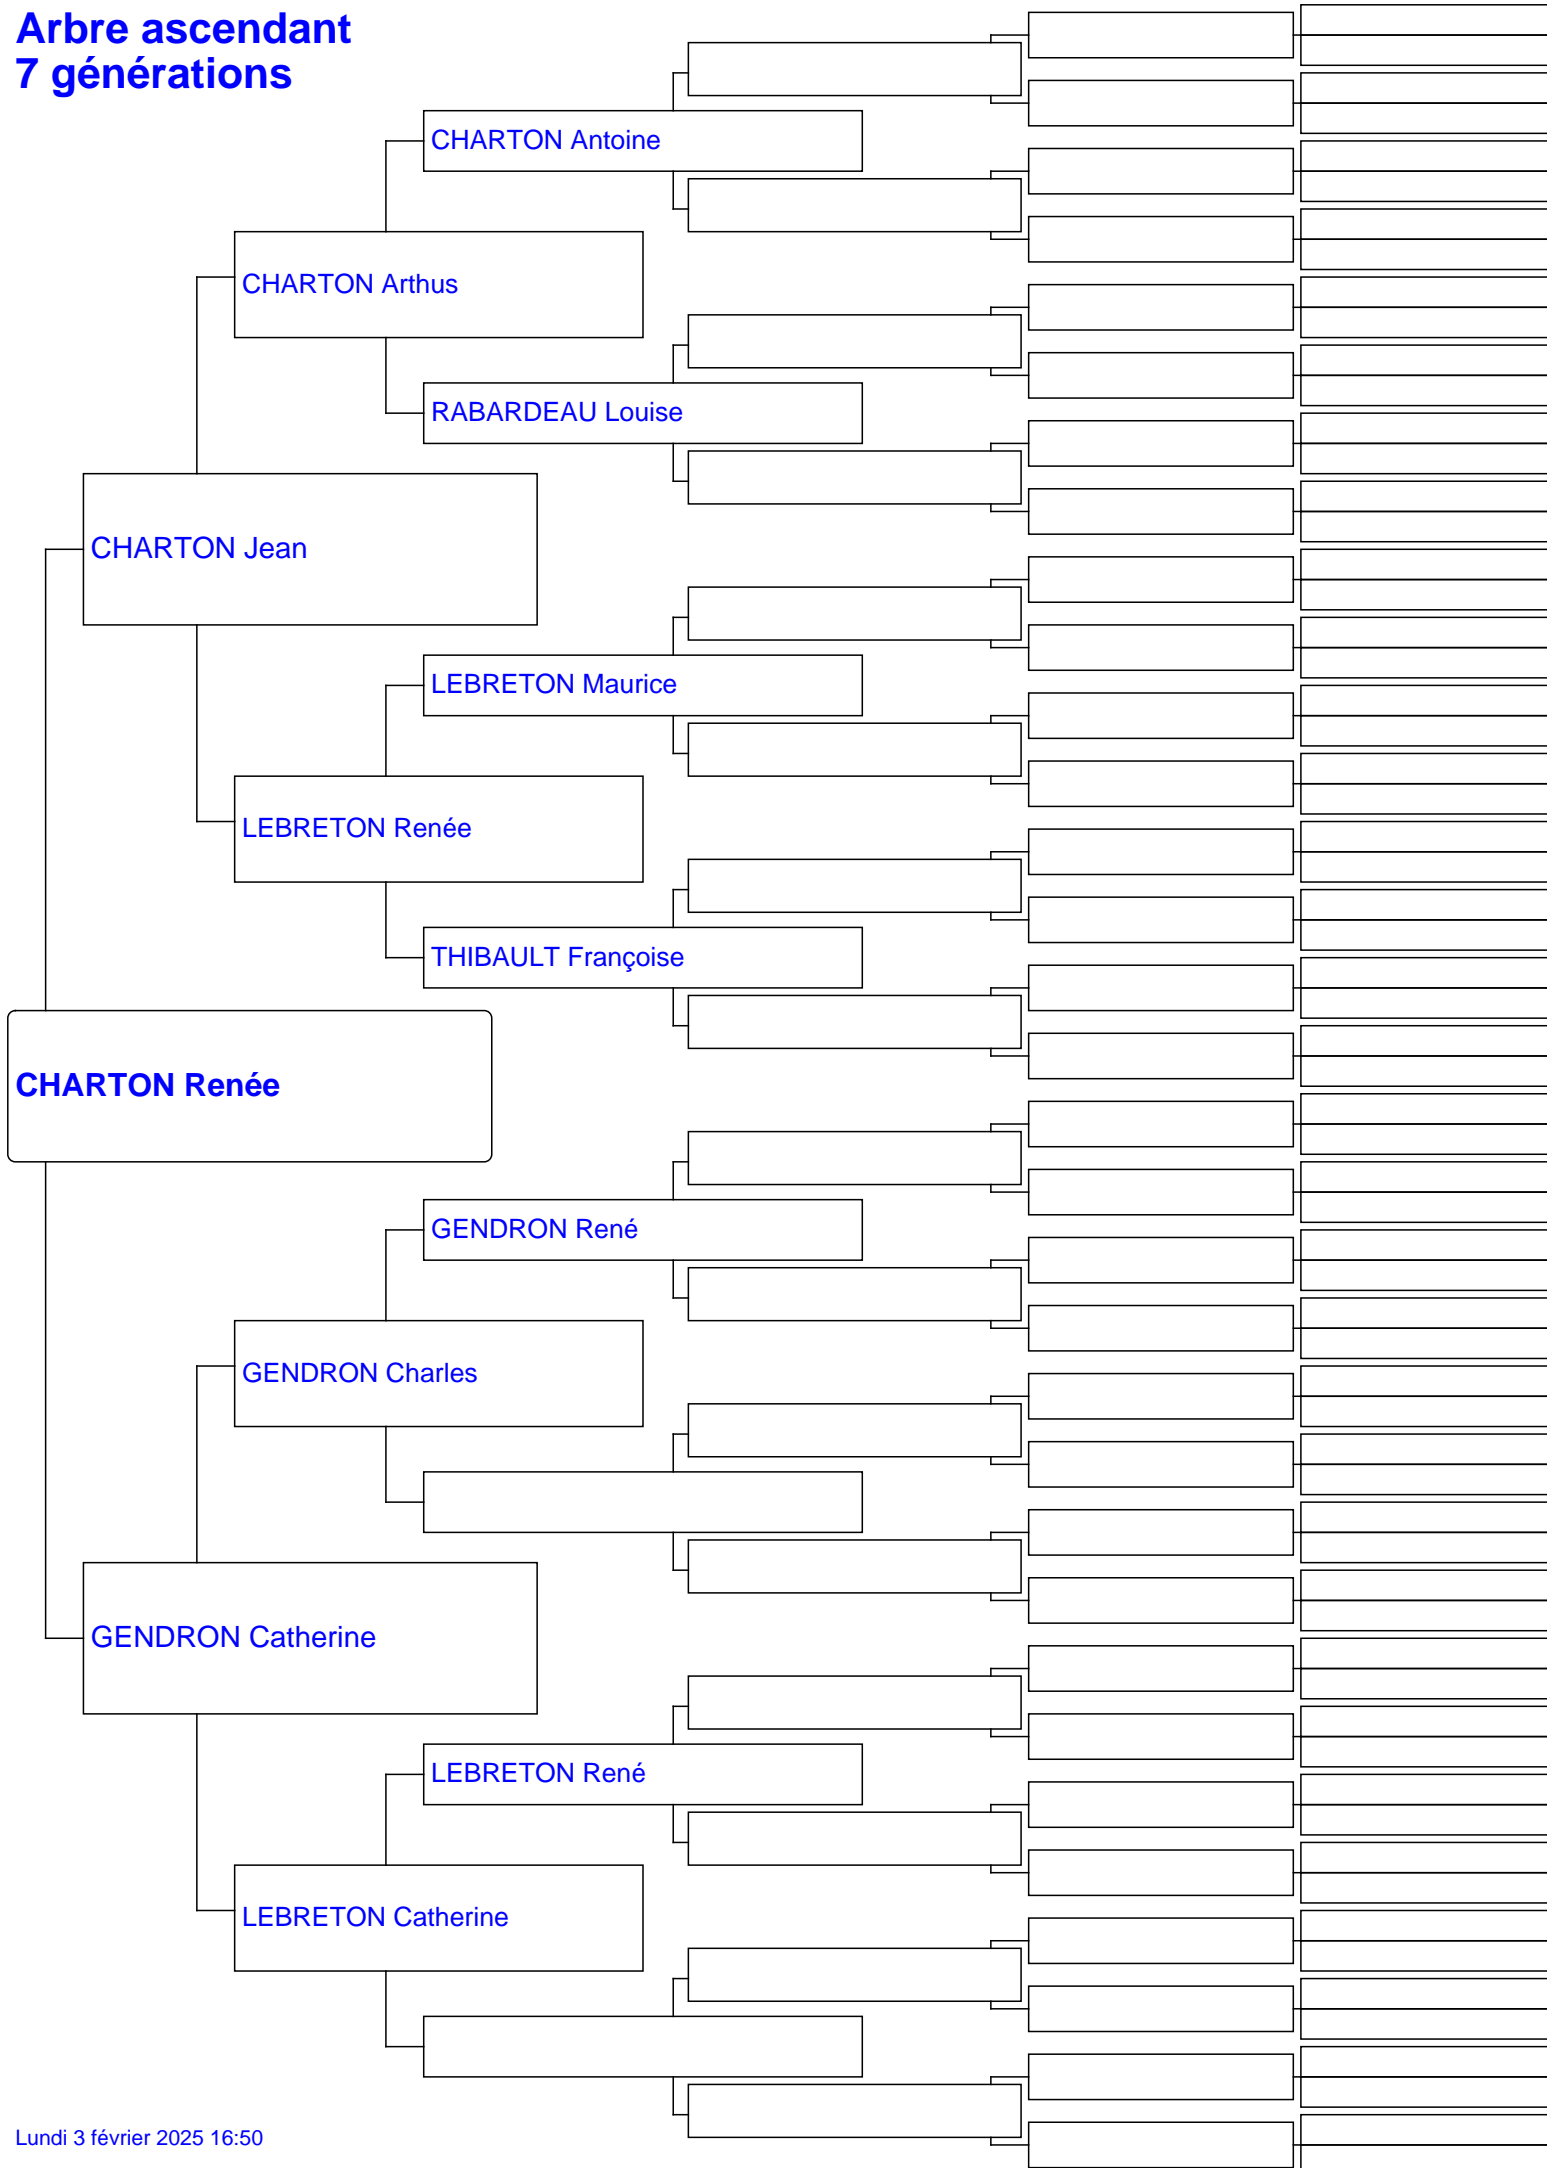 Arbre ascendant
7 générations
CHARTON Antoine
CHARTON Arthus
RABARDEAU Louise
CHARTON Jean
LEBRETON Maurice
LEBRETON Renée
THIBAULT Françoise
CHARTON Renée
GENDRON René
GENDRON Charles
GENDRON Catherine
LEBRETON René
LEBRETON Catherine
Lundi 3 février 2025 16:50